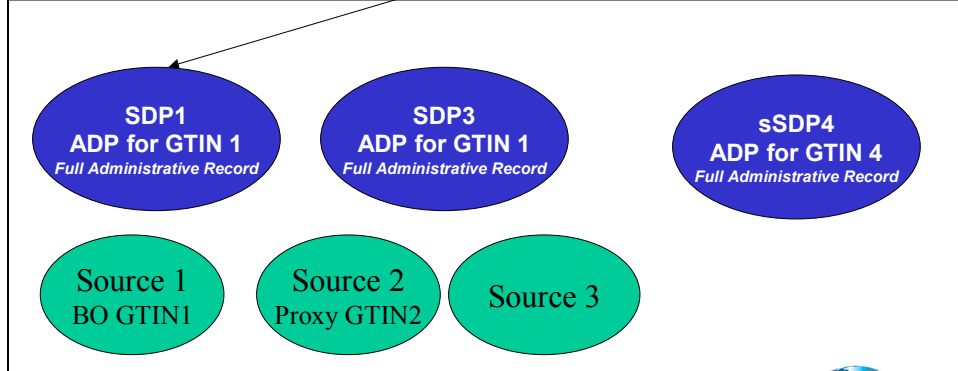 SDP1
ADP for GTIN 1
Full Administrative Record
SDP3
ADP for GTIN 1
Full Administrative Record
sSDP4
ADP for GTIN 4
Full Administrative Record
Source 1
BO GTIN1
Source 2
Proxy GTIN2
Source 3